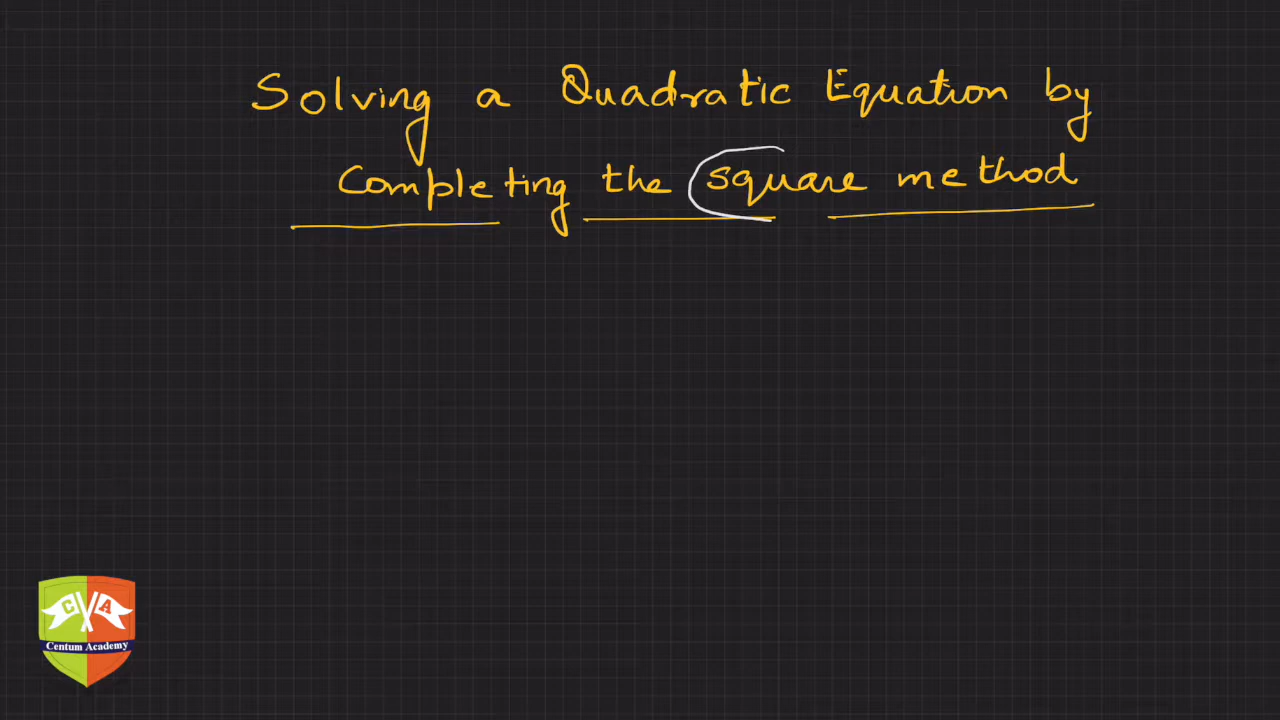 Solving a Quadratic Equation by
Completing the square method
C A
Centum Academy